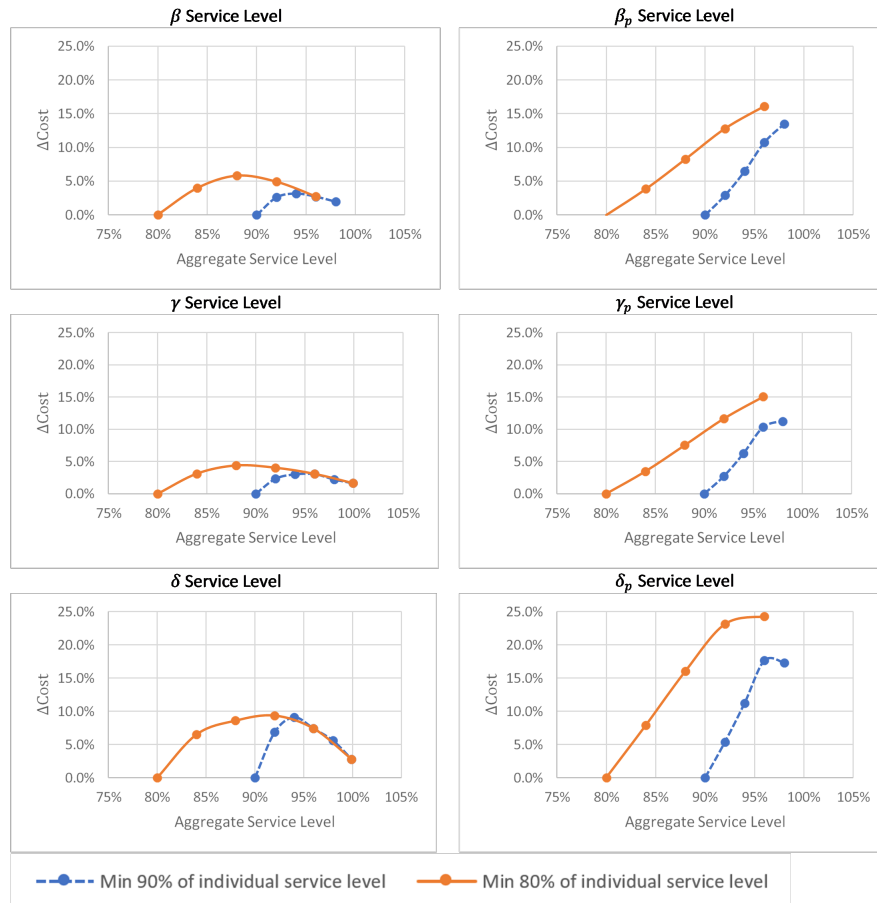 β Service Level
25.0%
20.0%
15.0%
10.0%
5.0%
0.0%
ΔCost
75% 80% 85% 90% 95% 100% 105%
Aggregate Service Level
βp Service Level
25.0%
20.0%
15.0%
10.0%
5.0%
0.0%
ΔCost
75% 80% 85% 90% 95% 100% 105%
Aggregate Service Level
γ Service Level
25.0%
20.0%
15.0%
10.0%
5.0%
0.0%
ΔCost
75% 80% 85% 90% 95% 100% 105%
Aggregate Service Level
γp Service Level
25.0%
20.0%
15.0%
10.0%
5.0%
0.0%
ΔCost
75% 80% 85% 90% 95% 100% 105%
Aggregate Service Level
δ Service Level
25.0%
20.0%
15.0%
10.0%
5.0%
0.0%
ΔCost
75% 80% 85% 90% 95% 100% 105%
Aggregate Service Level
δp Service Level
25.0%
20.0%
15.0%
10.0%
5.0%
0.0%
ΔCost
75% 80% 85% 90% 95% 100% 105%
Aggregate Service Level
Min 90% of individual service level Min 80% of individual service level